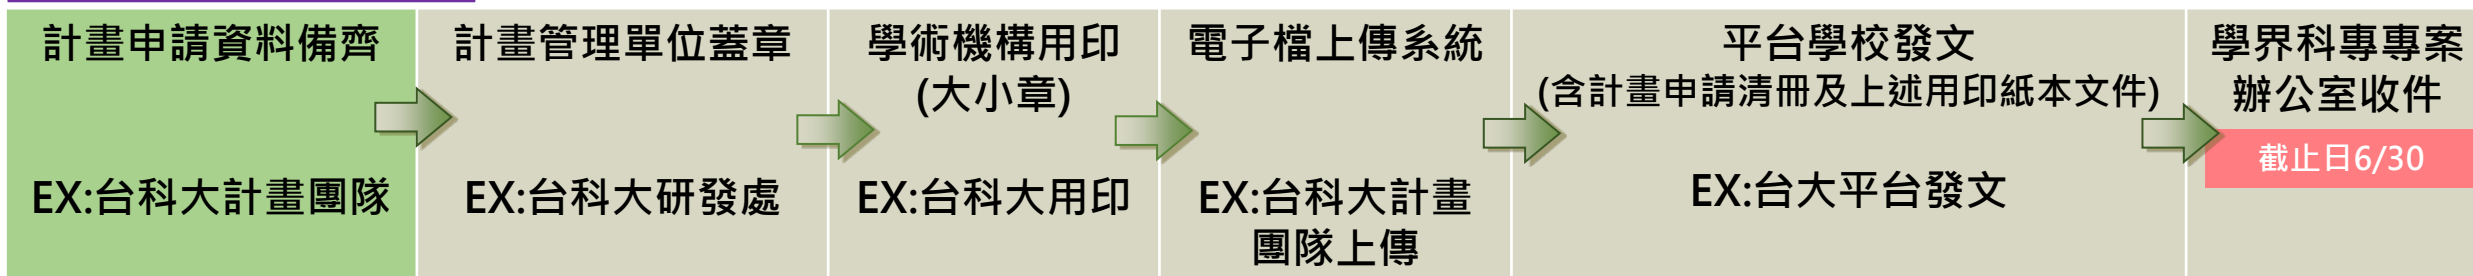 計畫申請資料備齊
EX:台科大計畫團隊
計畫管理單位蓋章
EX:台科大研發處
學術機構用印
(大小章)
EX:台科大用印
電子檔上傳系統
EX:台科大計畫
團隊上傳
平台學校發文
(含計畫申請清冊及上述用印紙本文件)
EX:台大平台發文
學界科專專案
辦公室收件
截止日6/30